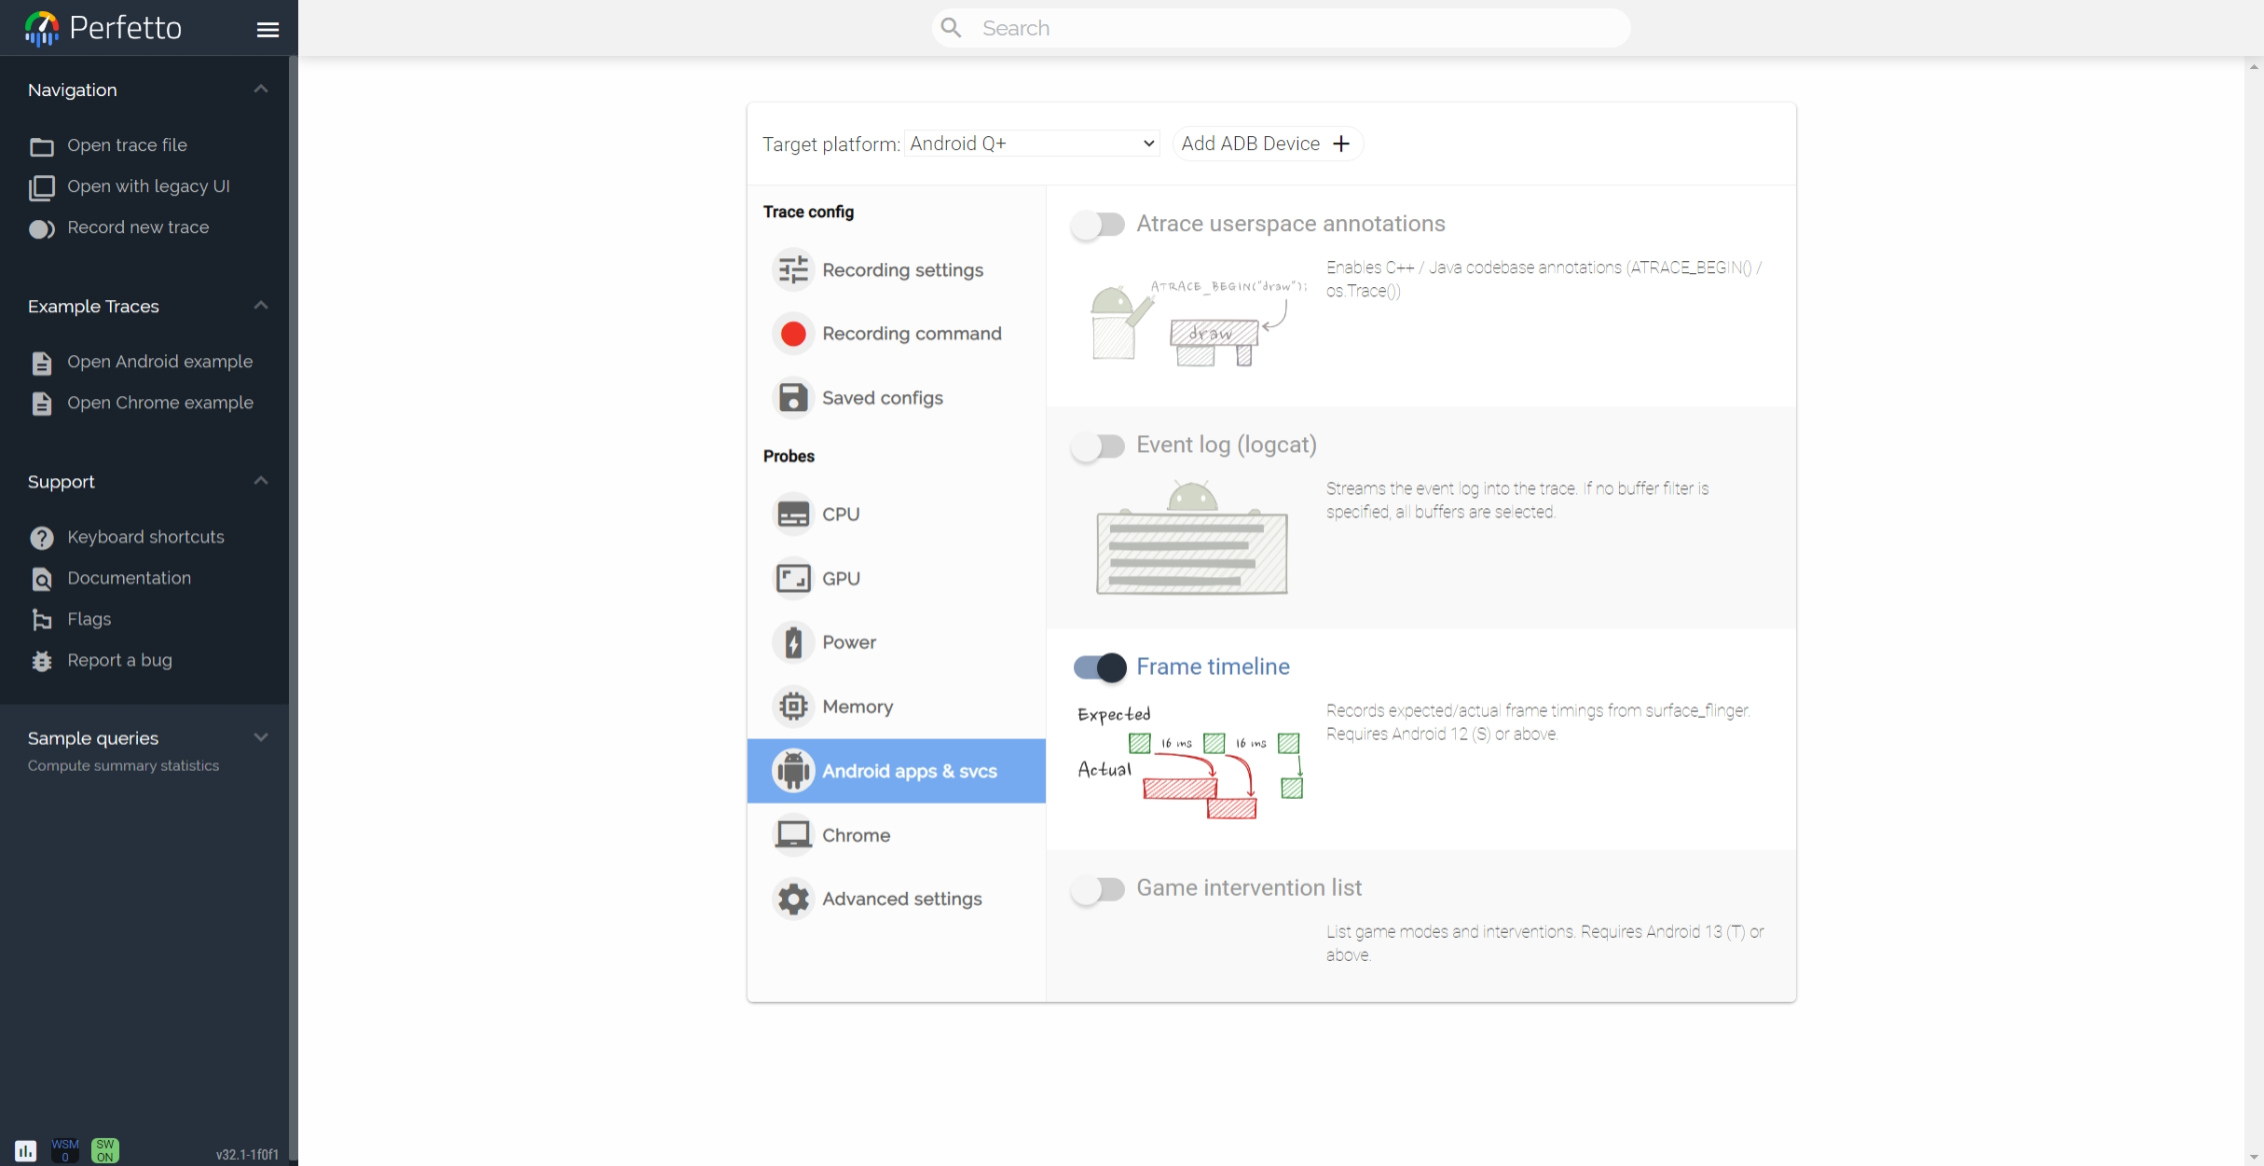 Perfetto
Search
Navigation
Open trace file
Open with legacy UI
Record new trace
Example Traces
Open Android example
Open Chrome example
Support
Keyboard shortcuts
Documentation
Flags
Report a bug
Sample queries
Compute summary statistics
WSM
0
SW
ON
v32.1-1f0f1
Target platform: Android Q+ Add ADB Device +
Trace config
Recording settings
Recording command
Saved configs
Probes
CPU
GPU
Power
Memory
Android apps & svcs
Chrome
Advanced settings
Atrace userspace annotations
ATRACE_BEGIN("draw");
draw
Enables C++ / Java codebase annotations (ATRACE_BEGIN() /
os.Trace())
Event log (logcat)
Streams the event log into the trace. If no buffer filter is
specified, all buffers are selected.
Frame timeline
Expected
16 ms 16 ms
Actual
Records expected/actual frame timings from surface_flinger.
Requires Android 12 (S) or above.
Game intervention list
List game modes and interventions. Requires Android 13 (T) or
above.